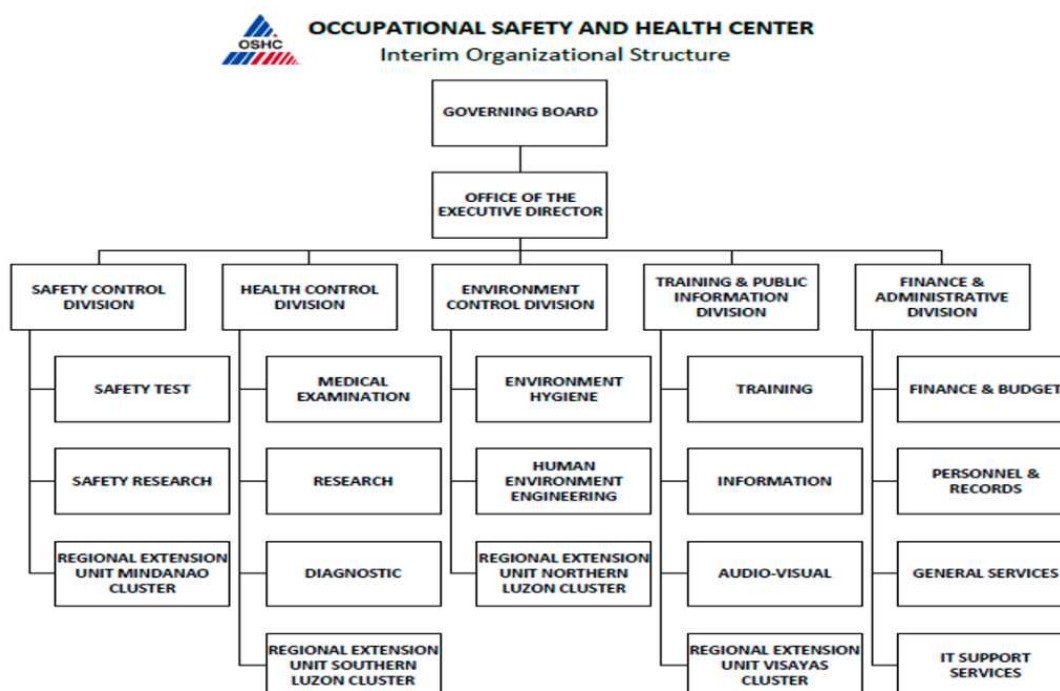 OSHC
OCCUPATIONAL SAFETY AND HEALTH CENTER
Interim Organizational Structure
GOVERNING BOARD
OFFICE OF THE
EXECUTIVE DIRECTOR
SAFETY CONTROL
DIVISION
HEALTH CONTROL
DIVISION
ENVIRONMENT
CONTROL DIVISION
TRAINING & PUBLIC
INFORMATION
DIVISION
FINANCE &
ADMINISTRATIVE
DIVISION
SAFETY TEST
MEDICAL
EXAMINATION
ENVIRONMENT
HYGIENE
TRAINING
FINANCE & BUDGET
SAFETY RESEARCH
RESEARCH
HUMAN
ENVIRONMENT
ENGINEERING
INFORMATION
PERSONNEL &
RECORDS
REGIONAL EXTENSION
UNIT MINDANAO
CLUSTER
DIAGNOSTIC
REGIONAL EXTENSION
UNIT NORTHERN
LUZON CLUSTER
AUDIO-VISUAL
GENERAL SERVICES
REGIONAL EXTENSION
UNIT SOUTHERN
LUZON CLUSTER
REGIONAL EXTENSION
UNIT VISAYAS
CLUSTER
IT SUPPORT
SERVICES